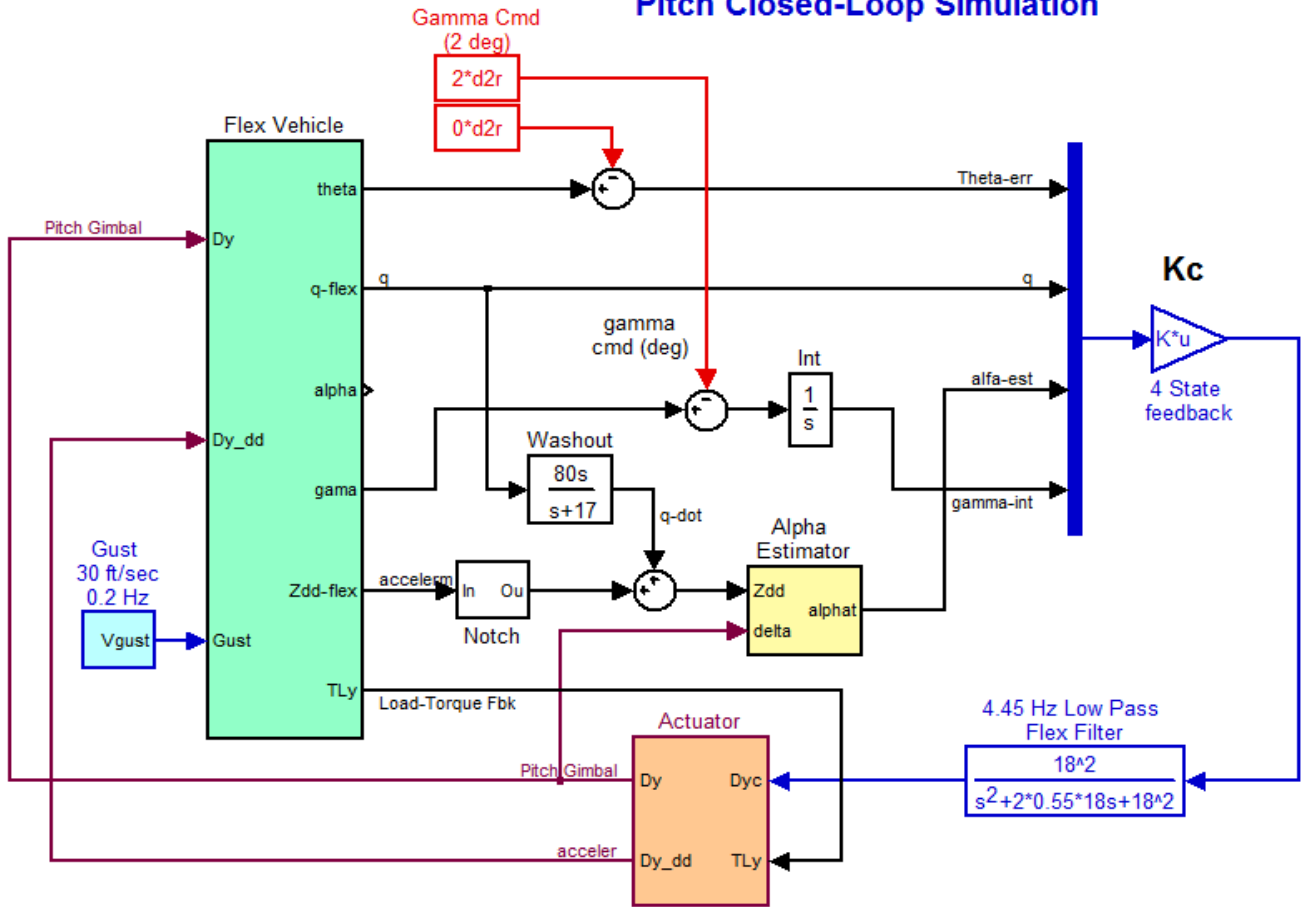 Pitch Closed-Loop Simulation
Gamma Cmd
(2 deg)
2*d2r
0*d2r
Flex Vehicle
theta
Theta-err
Pitch Gimbal
Dy
q-flex
q
q
Kc
K*u
4 State
feedback
gamma
cmd (deg)
Int
1
s
alpha
alfa-est
Dy_dd
Washout
80s
s+17
gama
gamma-int
q-dot
Alpha
Estimator
Gust
30 ft/sec
0.2 Hz
Zdd-flex
accelerm
In
Ou
Notch
Zdd
alphat
delta
Vgust
Gust
TLy
Load-Torque Fbk
Actuator
4.45 Hz Low Pass
Flex Filter
18^2
s2+2*0.55*18s+18^2
Pitch Gimbal
Dy
Dyc
acceler
Dy_dd
TLy